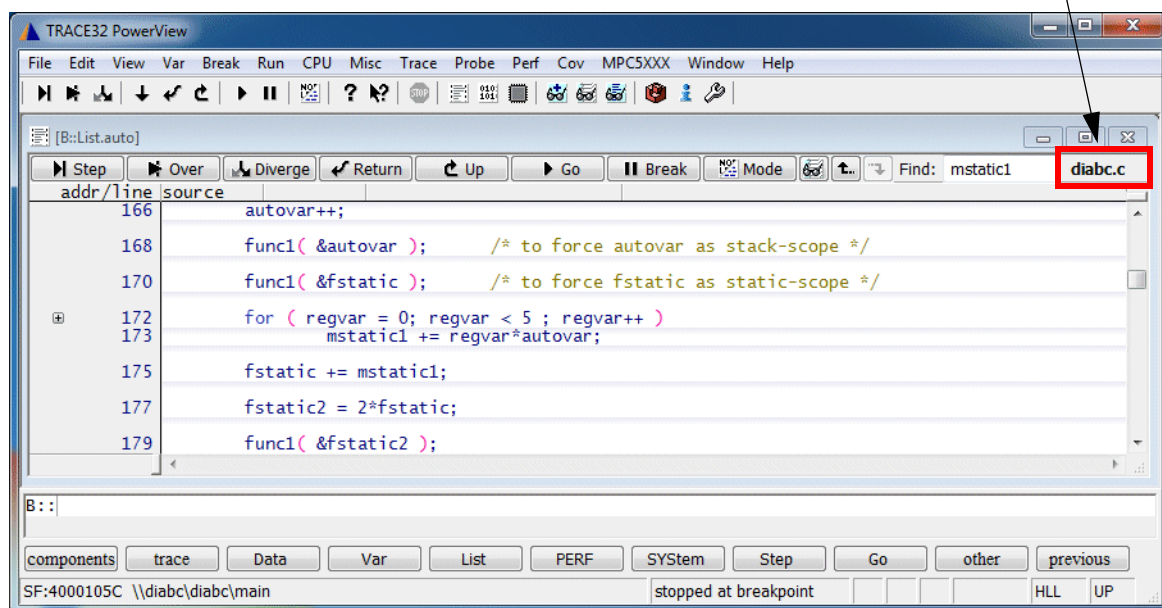 TRACE32 PowerView
File Edit View Var Break Run CPU Misc Trace Probe Perf Cov MPC5XXX Window Help
[B::List.auto]
Step Over Diverge Return Up Go Break Mode Find: mstatic1 diabc.c
addr/line source
166 autovar++;
168 func1( &autovar ); /* to force autovar as stack-scope */
170 func1( &fstatic ); /* to force fstatic as static-scope */
172 for ( regvar = 0; regvar < 5 ; regvar++ )
173 mstatic1 += regvar*autovar;
175 fstatic += mstatic1;
177 fstatic2 = 2*fstatic;
179 func1( &fstatic2 );
B::
components trace Data Var List PERF SYStem Step Go other previous
SF:4000105C \\diabc\diabc\main stopped at breakpoint HLL UP